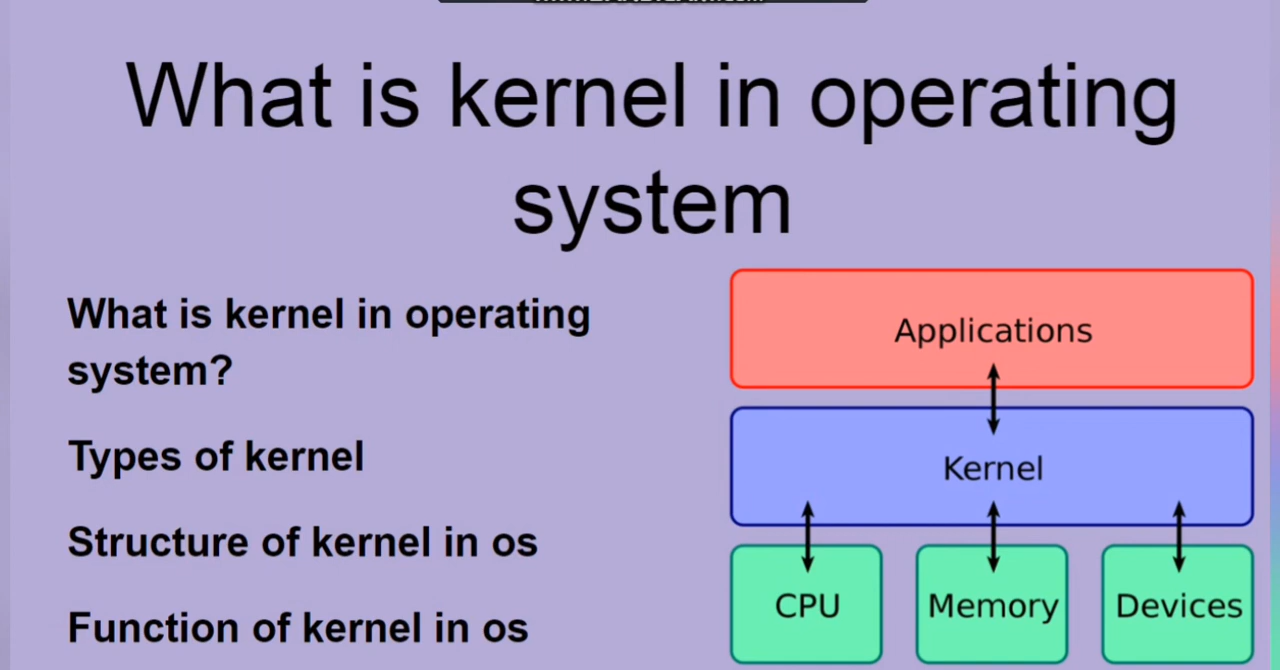 What is kernel in operating
system
What is kernel in operating
system?
Types of kernel
Structure of kernel in os
Function of kernel in os
Applications
Kernel
CPU
Memory
Devices